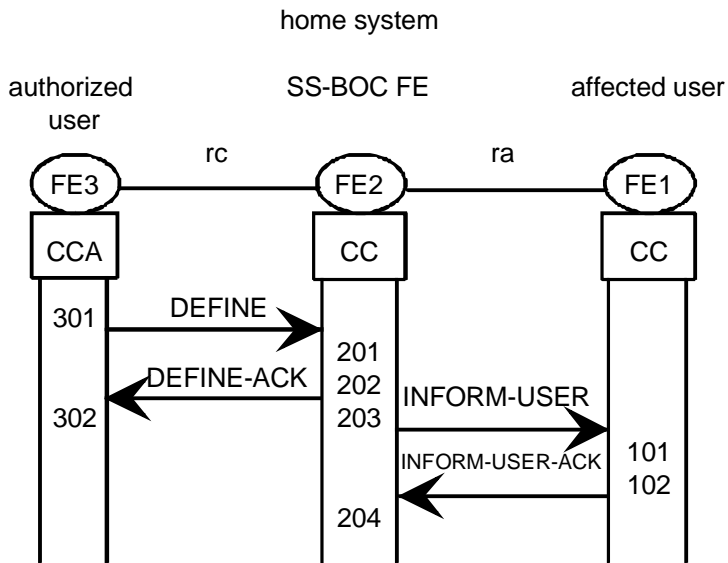 home system
authorized
user
SS-BOC FE
affected user
rc
ra
FE3
FE2
FE1
CCA
CC
CC
301
DEFINE
201
DEFINE-ACK
202
302
203
INFORM-USER
INFORM-USER-ACK
101
102
204